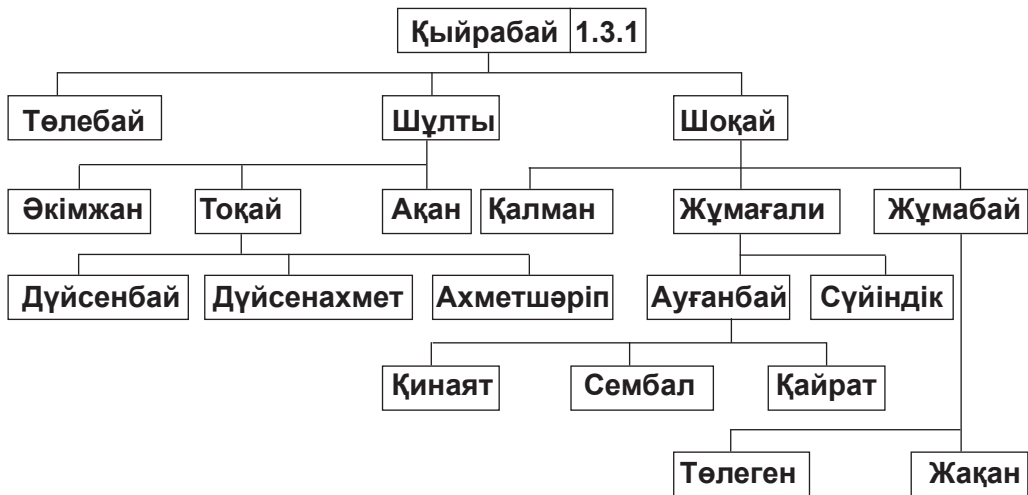 Қыйрабай 1.3.1
Төлебай Шұлты Шоқай
Әкімжан Тоқай Ақан Қалман Жұмағали Жұмабай
Дүйсенбай Дүйсенахмет Ахметшәріп Ауғанбай Сүйіндік
Қинаят Сембал Қайрат
Төлеген Жақан